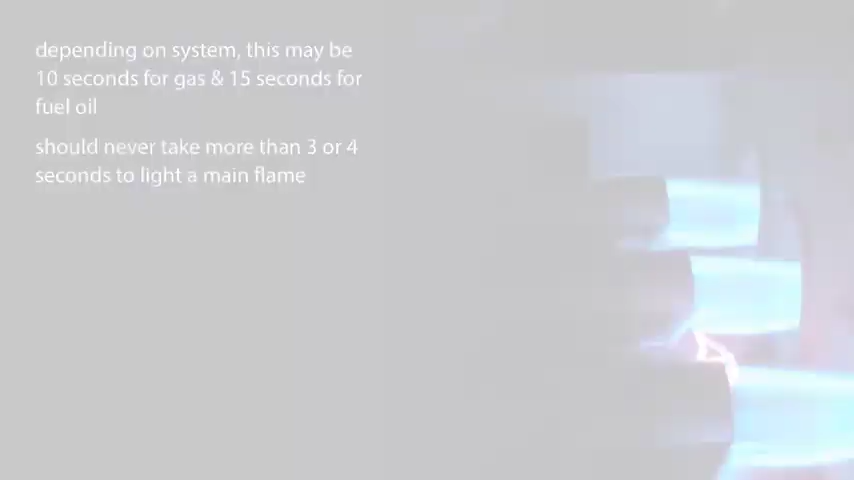 depending on system, this may be
10 seconds for gas & 15 seconds for
fuel oil
should never take more than 3 or 4
seconds to light a main flame